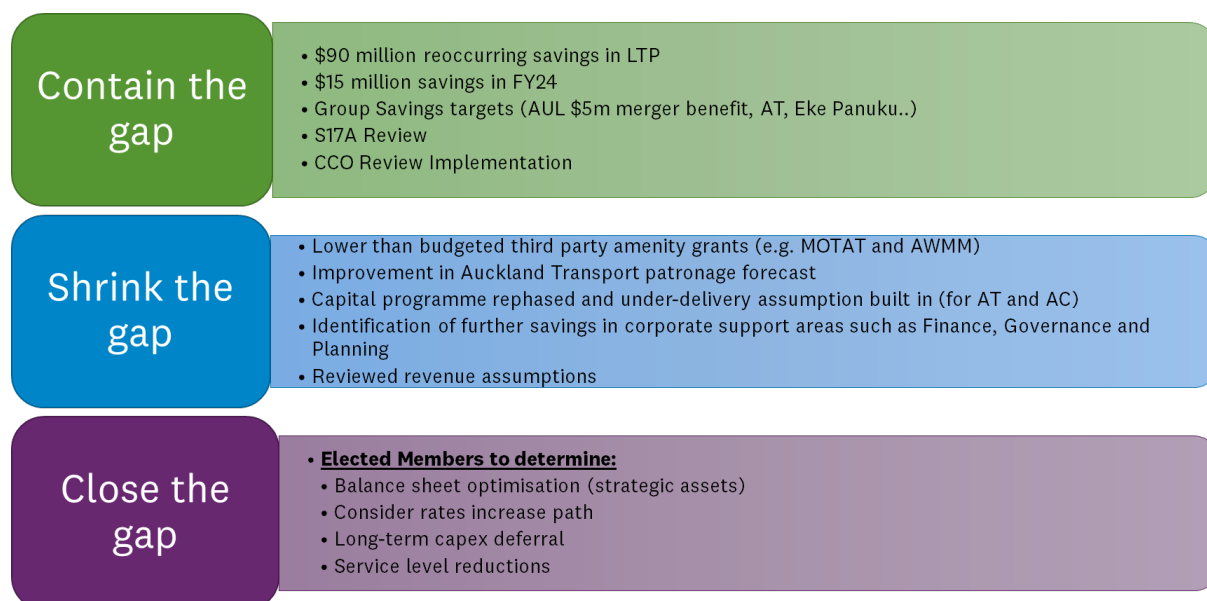 Contain the
gap
• $90 million reoccurring savings in LTP
• $15 million savings in FY24
• Group Savings targets (AUL $5m merger benefit, AT, Eke Panuku..)
• S17A Review
• CCO Review Implementation
Shrink the
gap
• Lower than budgeted third party amenity grants (e.g. MOTAT and AWMM)
• Improvement in Auckland Transport patronage forecast
• Capital programme rephased and under-delivery assumption built in (for AT and AC)
• Identification of further savings in corporate support areas such as Finance, Governance and
Planning
• Reviewed revenue assumptions
Close the
gap
• Elected Members to determine:
• Balance sheet optimisation (strategic assets)
• Consider rates increase path
• Long-term capex deferral
• Service level reductions